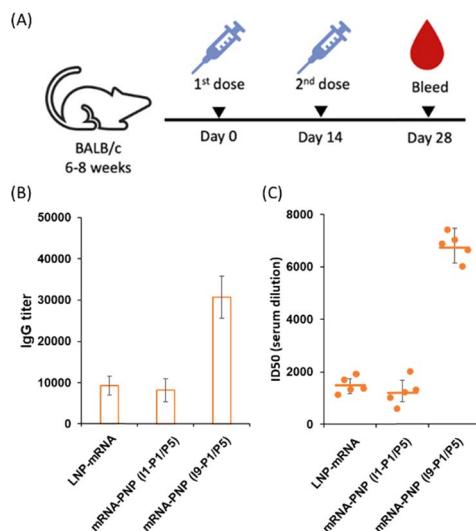 (A)
1st dose
2nd dose
Bleed
BALB/c
6-8 weeks
Day 0
Day 14
Day 28
(B)
50000
40000
30000
20000
10000
0
IgG titer
LNP-mRNA
mRNA-PNP (I1-P1/P5)
mRNA-PNP (I9-P1/P5)
(C)
8000
6000
4000
2000
0
ID50 (serum dilution)
LNP-mRNA
mRNA-PNP (I1-P1/P5)
mRNA-PNP (I9-P1/P5)